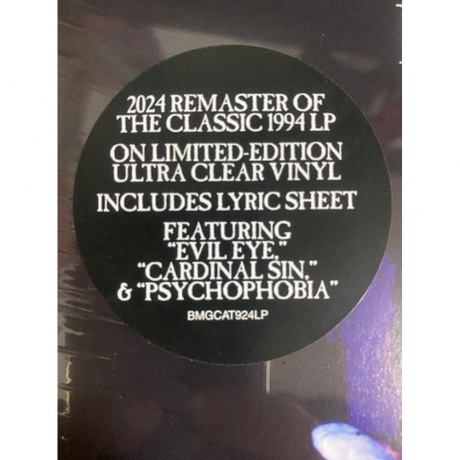 2024 REMASTER OF
THE CLASSIC 1994 LP
ON LIMITED-EDITION
ULTRA CLEAR VINYL
INCLUDES LYRIC SHEET
FEATURING
“EVIL EYE,”
“CARDINAL SIN,”
& “PSYCHOPHOBIA”
BMGCAT924LP